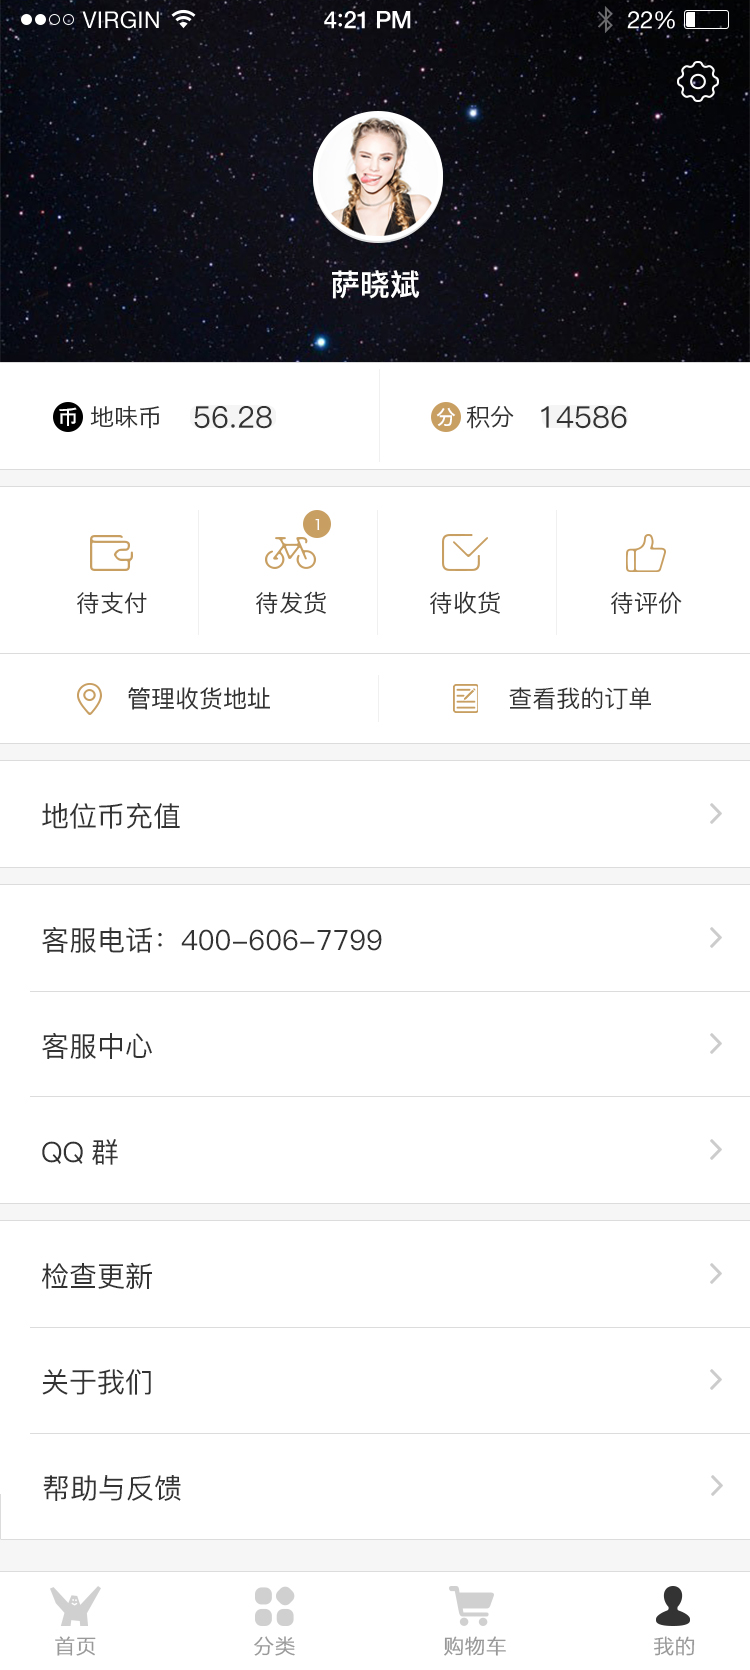 VIRGIN 4:21 PM 22%
萨晓斌
币 地味币 56.28 分 积分 14586
1
待支付 待发货 待收货 待评价
管理收货地址 查看我的订单
地位币充值
客服电话：400-606-7799
客服中心
QQ 群
检查更新
关于我们
帮助与反馈
首页 分类 购物车 我的